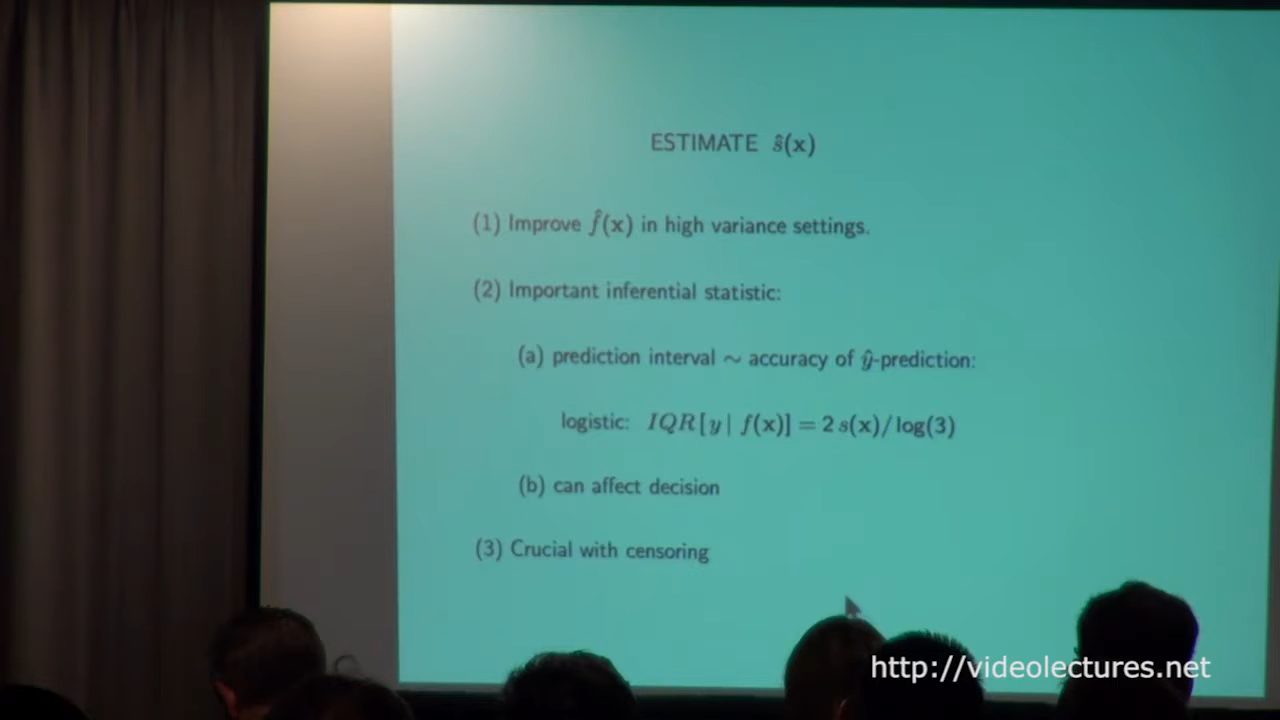 ESTIMATE ŝ(x)
(1) Improve f̂(x) in high variance settings.
(2) Important inferential statistic:
(a) prediction interval ~ accuracy of ŷ-prediction:
logistic: IQR[y | f(x)] = 2 s(x)/log(3)
(b) can affect decision
(3) Crucial with censoring
http://videolectures.net